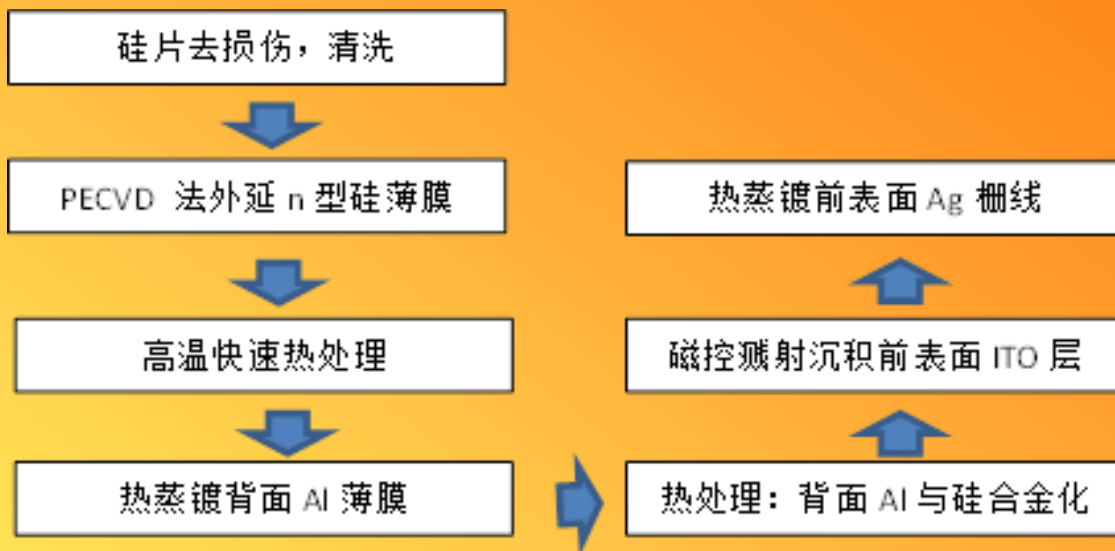 硅片去损伤，清洗
PECVD 法外延 n 型硅薄膜
高温快速热处理
热蒸镀背面 Al 薄膜
热处理：背面 Al 与硅合金化
磁控溅射沉积前表面 ITO 层
热蒸镀前表面 Ag 栅线